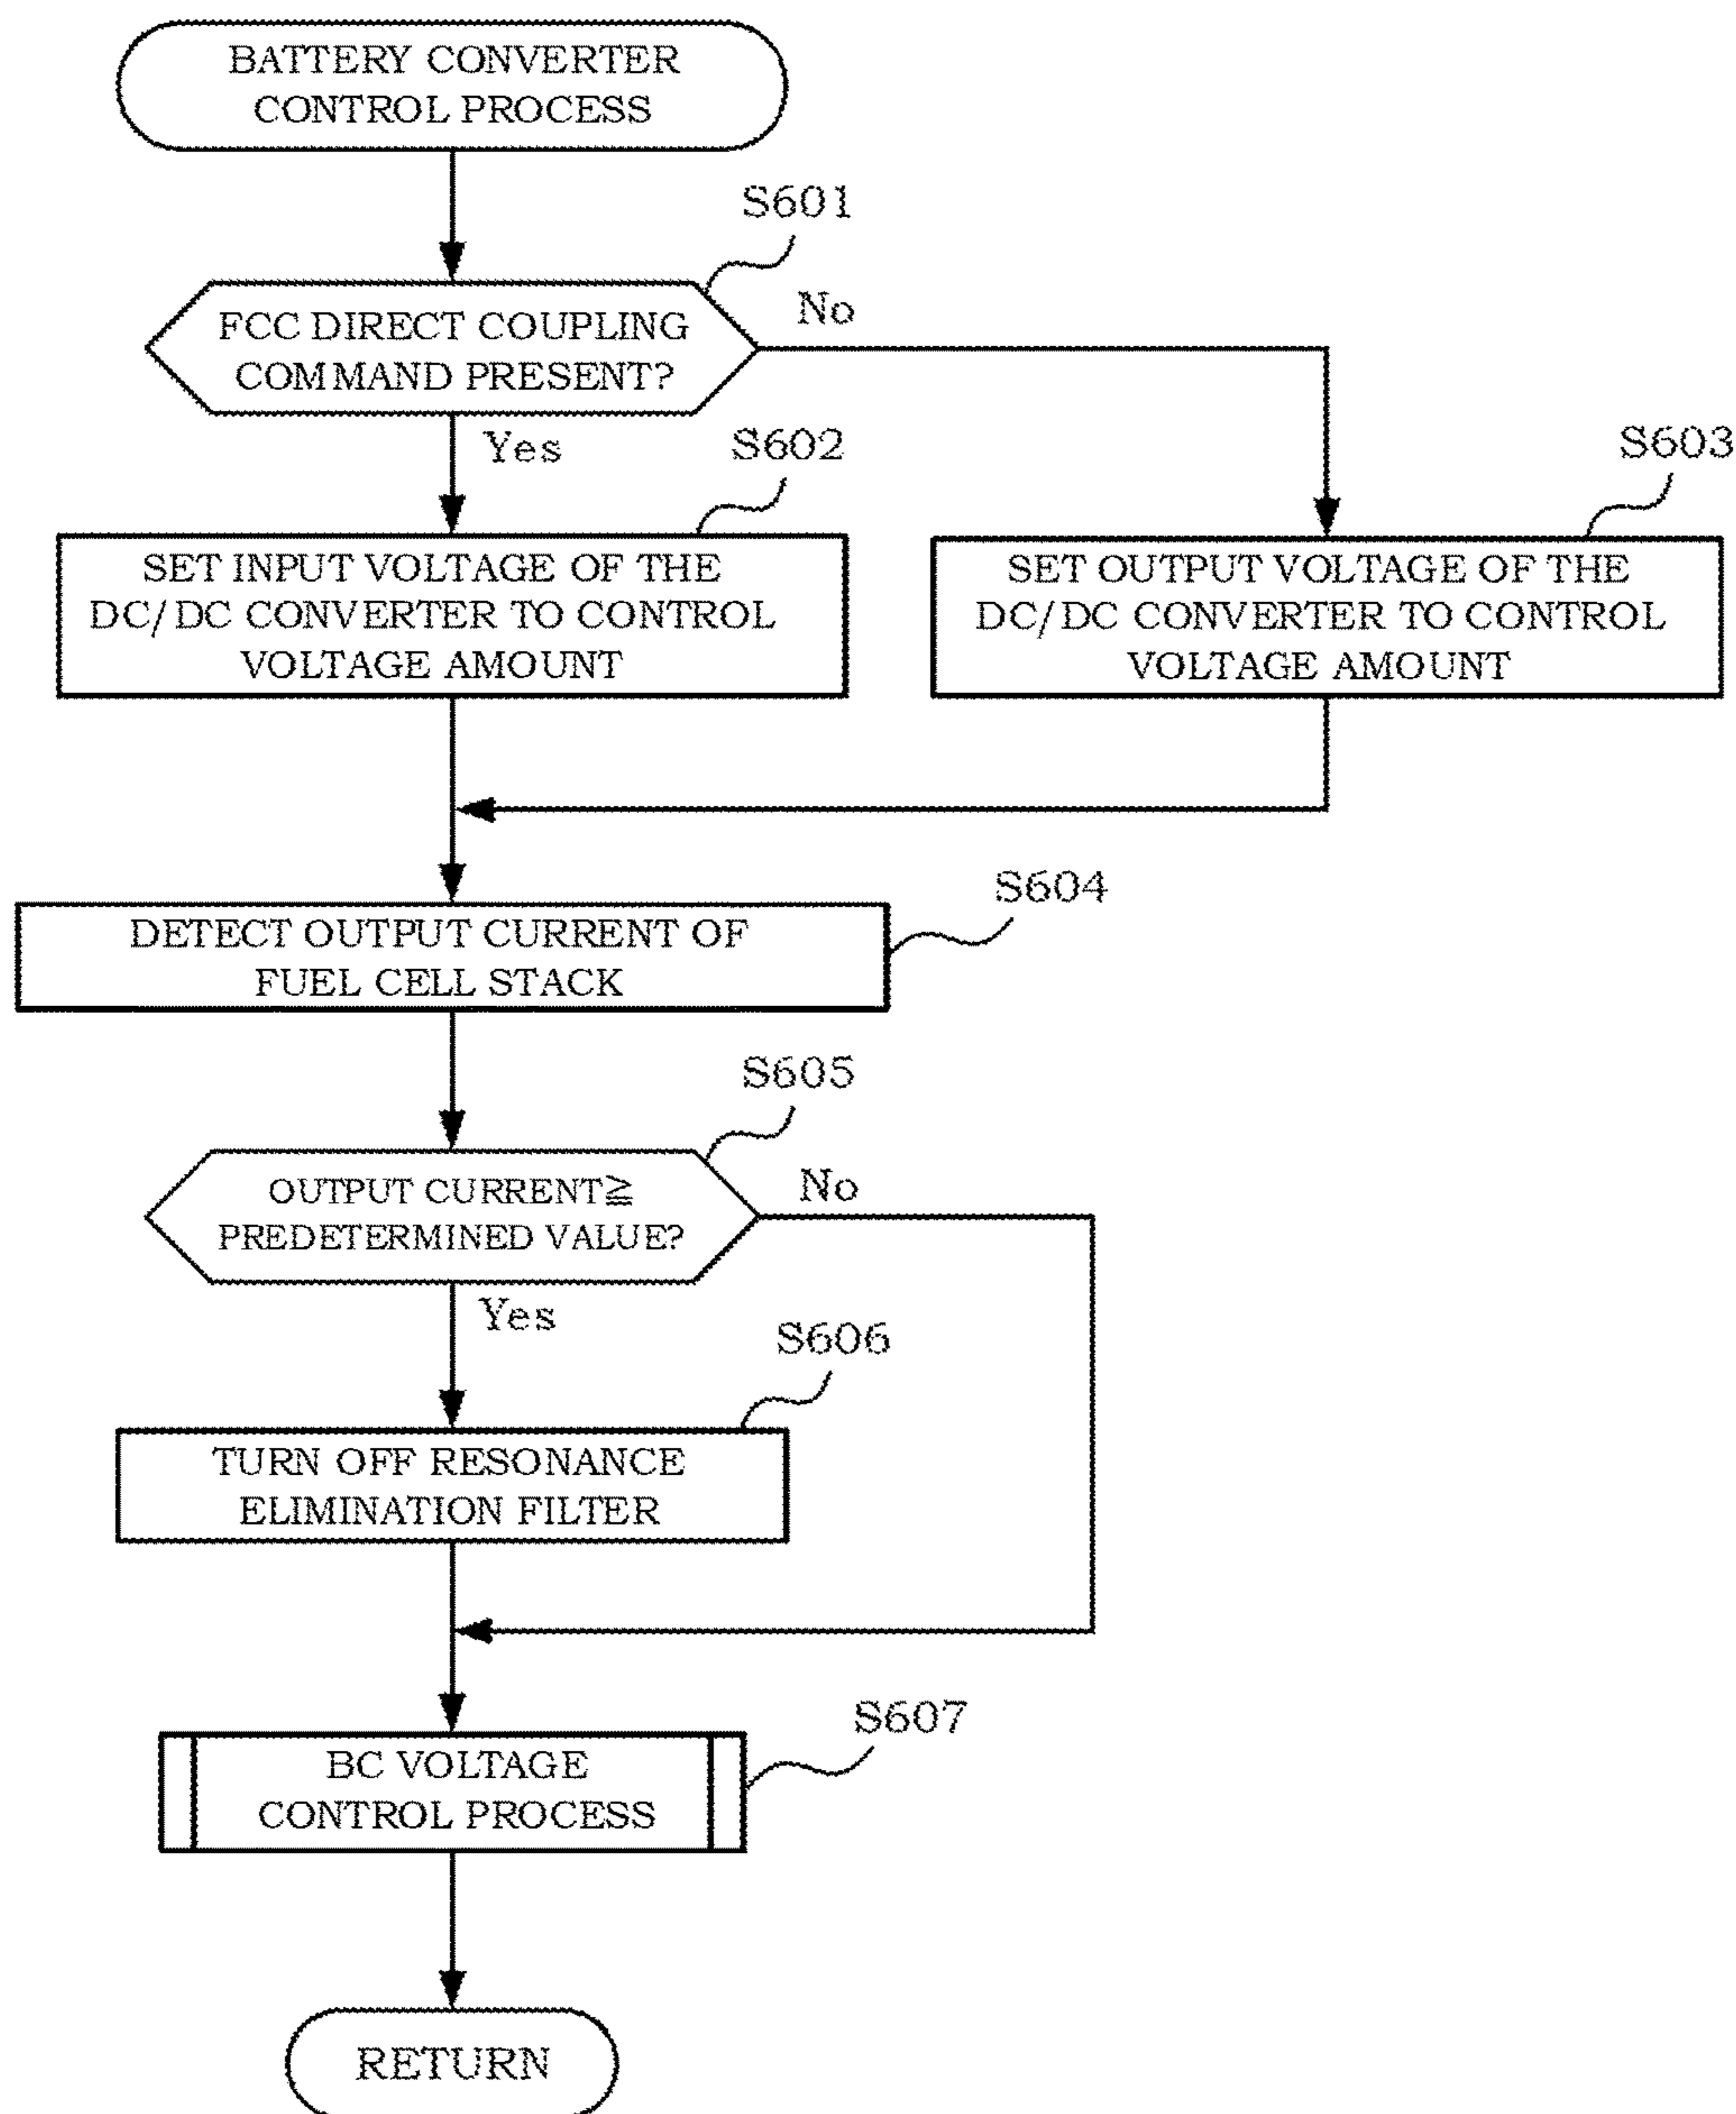 BATTERY CONVERTER
CONTROL PROCESS
S601
FCC DIRECT COUPLING
COMMAND PRESENT?
No
Yes
S602
SET INPUT VOLTAGE OF THE
DC/DC CONVERTER TO CONTROL
VOLTAGE AMOUNT
S603
SET OUTPUT VOLTAGE OF THE
DC/DC CONVERTER TO CONTROL
VOLTAGE AMOUNT
S604
DETECT OUTPUT CURRENT OF
FUEL CELL STACK
S605
OUTPUT CURRENT≧
PREDETERMINED VALUE?
No
Yes
S606
TURN OFF RESONANCE
ELIMINATION FILTER
S607
BC VOLTAGE
CONTROL PROCESS
RETURN